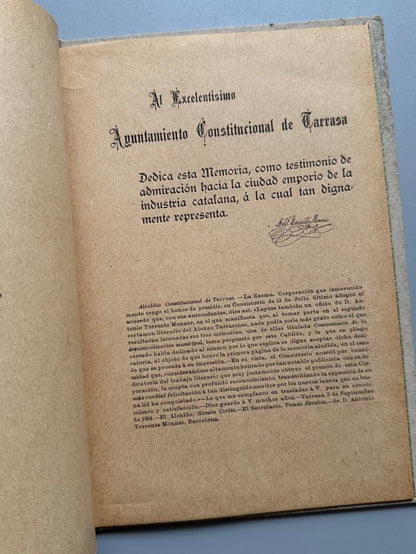 Al Excelentísimo
Ayuntamiento Constitucional de Tarrasa
Dedica esta Memoria, como testimonio de
admiración hacia la ciudad emporio de la
industria catalana, á la cual tan digna-
mente representa.
Alcaldía Constitucional de Tarrasa.—La Excma. Corporación que inmerecida
mente tengo el honor de presidir, en Consistorio de 12 de Julio último adoptó el
acuerdo que, con sus antecedentes, dice así: «Leydos también un oficio de D. An-
tonio Torrente Monner, en el que manifiesta que, al tomar parte en el segundo
certamen literario del Ateneo Tarrasense, nada podía serle más grato como el que
resultaran laureadas sus tres memorias, una de ellas titulada
descentralización municipal, tema propuesto por este Cabildo, y la que en pliego
cerrado había dedicado al mismo; por lo que espera se digne aceptar dicha dedi-
catoria, al objeto de que honre la primera página de la memoria aludida, en el caso
de que se proceda á su impresión.—En su vista, el Consistorio acordó por unani-
midad que, considerándose altamente honrado por tan notable publicista con la de-
dicatoria del trabajo literario que muy justamente obtuvo el premio de esta Cor-
poración, la acepta con profundo reconocimiento, transmitiendo la expresión de su
más cordial felicitación á tan distinguido escritor por los nuevos lauros que en bue-
na lid ha conquistado.»—Lo que me complazco en trasladar á V. para su conoci-
miento y satisfacción.—Dios guarde á V. muchos años.—Tarrasa 3 de Septiembre
de 1894.—El Alcalde, Ramón Cortés.—El Secretario, Tomás Escudé.—Sr. D. Antonio
Torrente Monner, Barcelona.